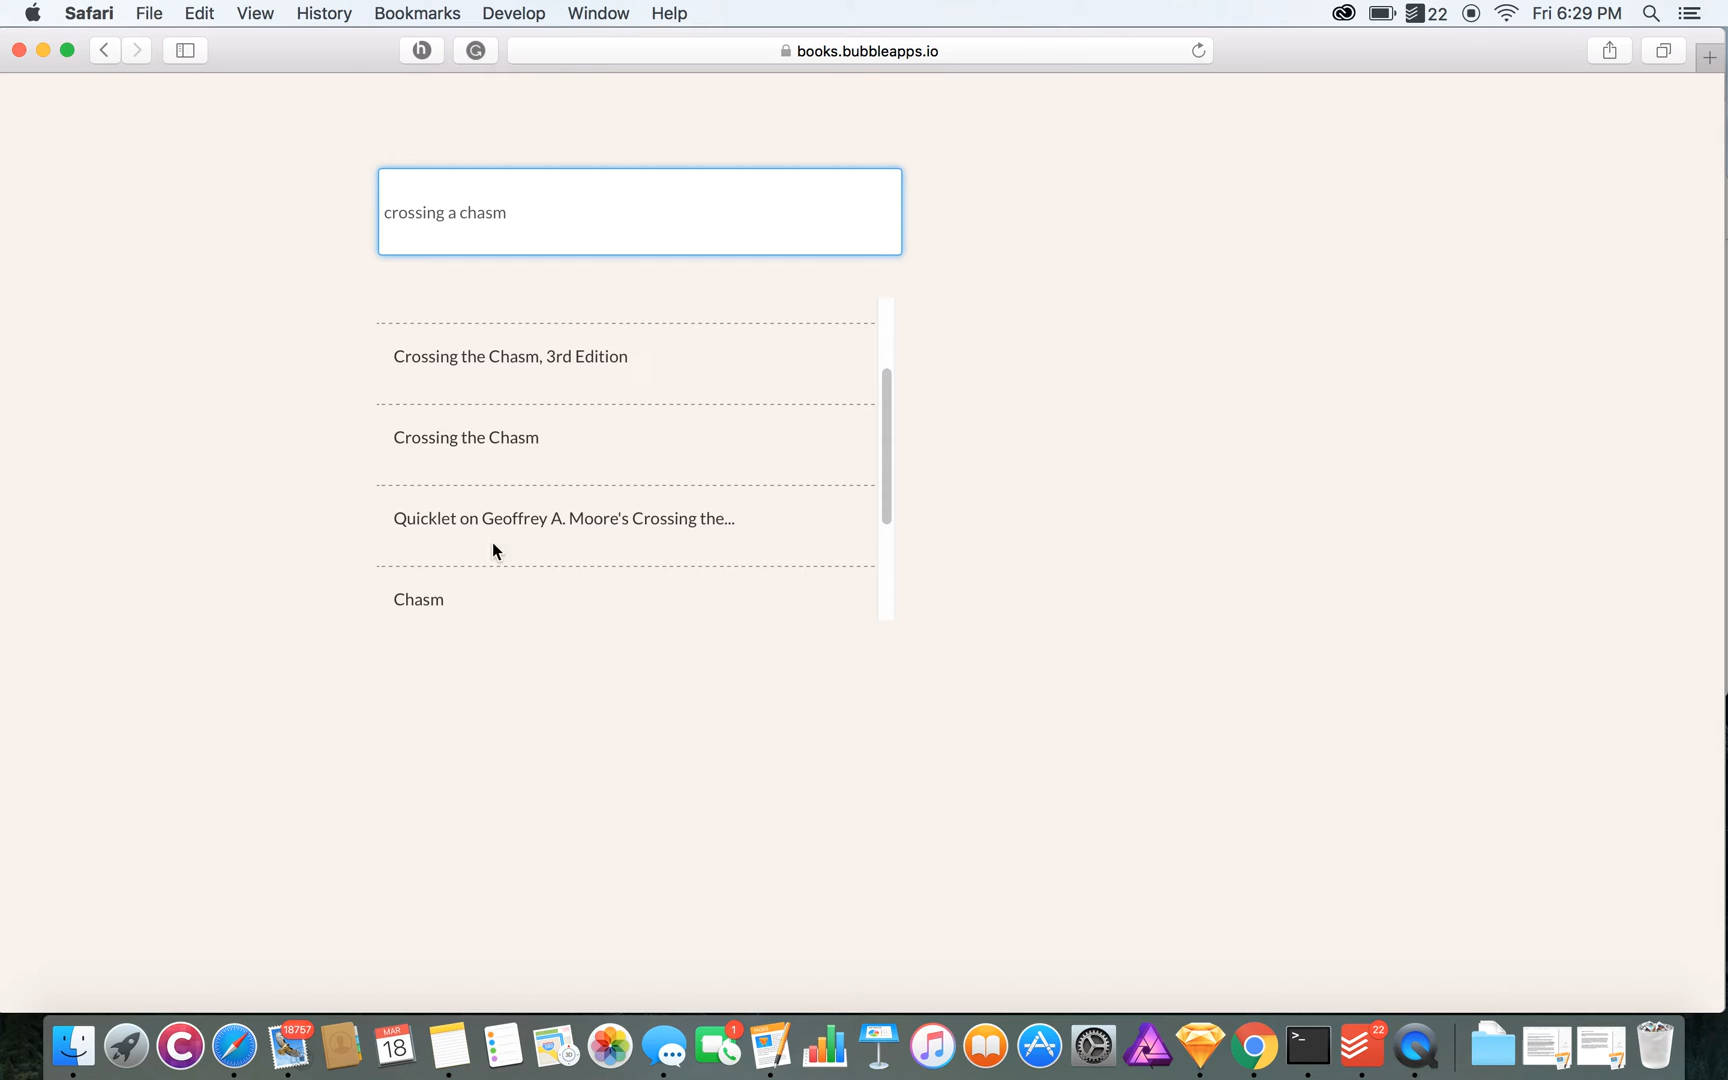 Safari File Edit View History Bookmarks Develop Window Help 22 Fri 6:29 PM
books.bubbleapps.io
crossing a chasm
Crossing the Chasm, 3rd Edition
Crossing the Chasm
Quicklet on Geoffrey A. Moore's Crossing the...
Chasm
18757 MAR 18 1 22